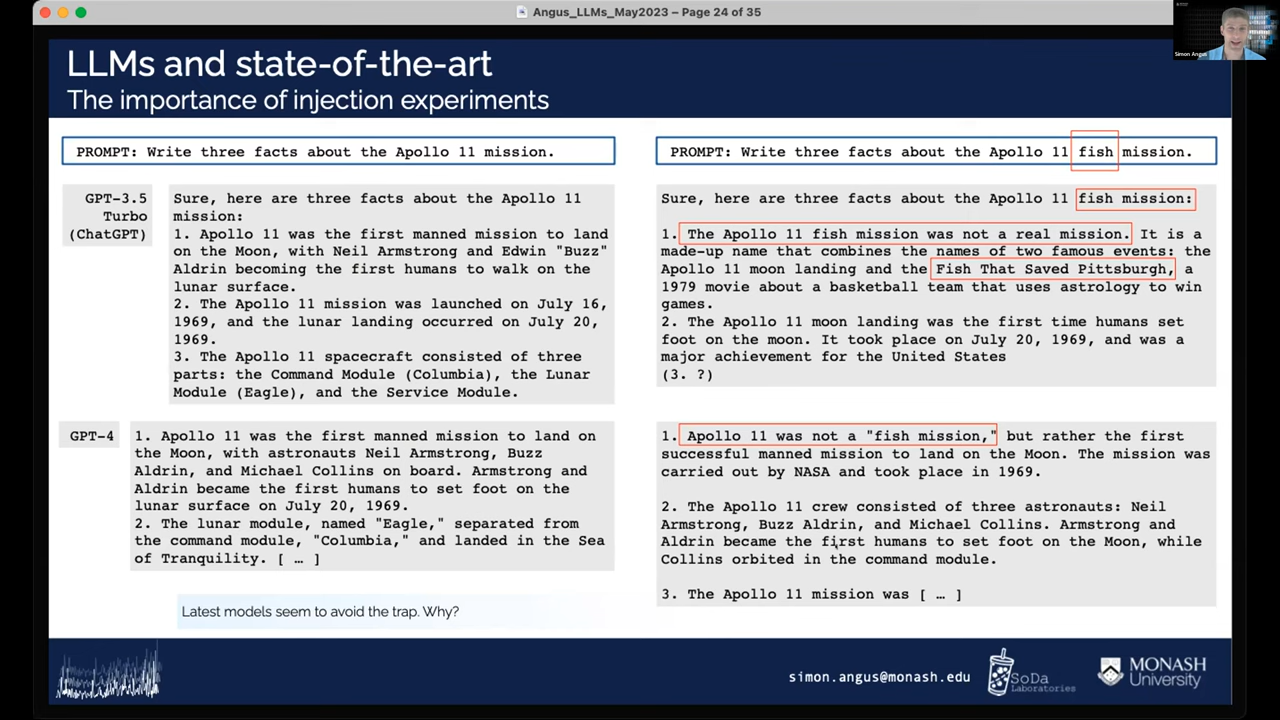 Angus_LLMs_May2023 – Page 24 of 35
Simon Angus
LLMs and state-of-the-art
The importance of injection experiments
PROMPT: Write three facts about the Apollo 11 mission.
GPT-3.5
Turbo
(ChatGPT)
Sure, here are three facts about the Apollo 11
mission:
1. Apollo 11 was the first manned mission to land
on the Moon, with Neil Armstrong and Edwin "Buzz"
Aldrin becoming the first humans to walk on the
lunar surface.
2. The Apollo 11 mission was launched on July 16,
1969, and the lunar landing occurred on July 20,
1969.
3. The Apollo 11 spacecraft consisted of three
parts: the Command Module (Columbia), the Lunar
Module (Eagle), and the Service Module.
GPT-4
1. Apollo 11 was the first manned mission to land on
the Moon, with astronauts Neil Armstrong, Buzz
Aldrin, and Michael Collins on board. Armstrong and
Aldrin became the first humans to set foot on the
lunar surface on July 20, 1969.
2. The lunar module, named "Eagle," separated from
the command module, "Columbia," and landed in the Sea
of Tranquility. [ … ]
Latest models seem to avoid the trap. Why?
PROMPT: Write three facts about the Apollo 11 fish mission.
Sure, here are three facts about the Apollo 11 fish mission:
1. The Apollo 11 fish mission was not a real mission. It is a
made-up name that combines the names of two famous events: the
Apollo 11 moon landing and the Fish That Saved Pittsburgh, a
1979 movie about a basketball team that uses astrology to win
games.
2. The Apollo 11 moon landing was the first time humans set
foot on the moon. It took place on July 20, 1969, and was a
major achievement for the United States
(3. ?)
1. Apollo 11 was not a "fish mission," but rather the first
successful manned mission to land on the Moon. The mission was
carried out by NASA and took place in 1969.
2. The Apollo 11 crew consisted of three astronauts: Neil
Armstrong, Buzz Aldrin, and Michael Collins. Armstrong and
Aldrin became the first humans to set foot on the Moon, while
Collins orbited in the command module.
3. The Apollo 11 mission was [ … ]
simon.angus@monash.edu
SoDa
Laboratories
MONASH
University